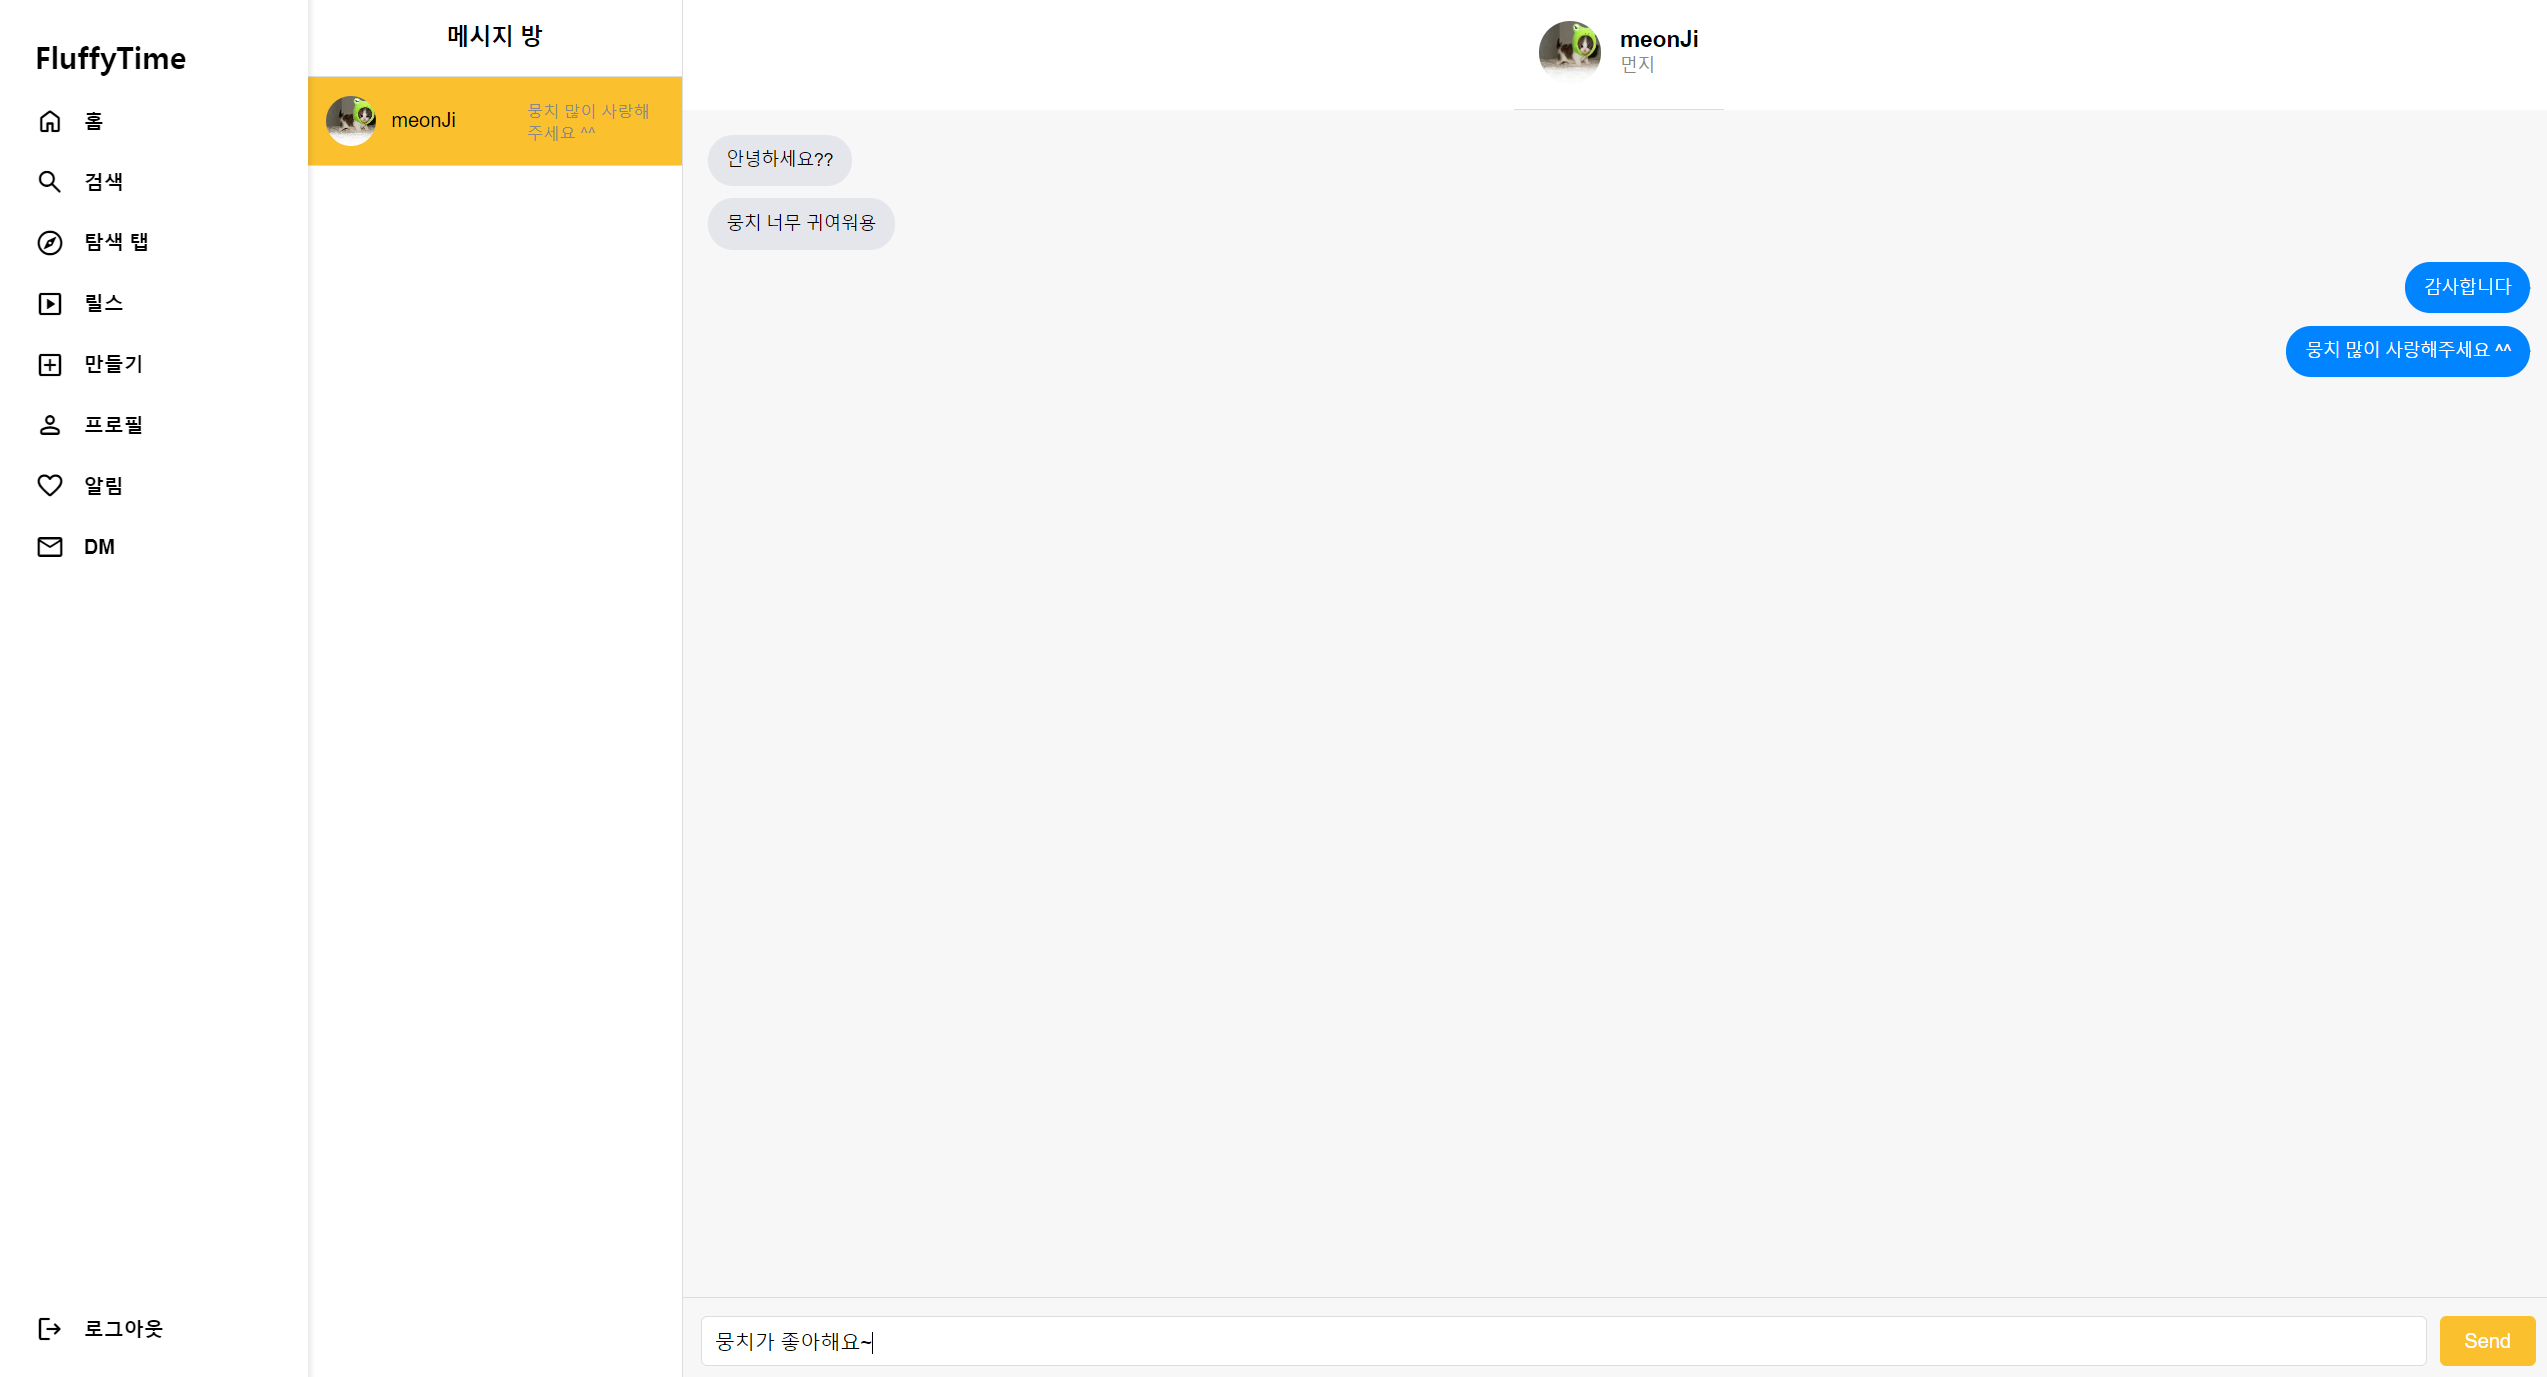 FluffyTime
홈
검색
탐색 탭
릴스
만들기
프로필
알림
DM
로그아웃
메시지 방
meonJi
뭉치 많이 사랑해
주세요 ^^
meonJi
먼지
안녕하세요??
뭉치 너무 귀여워용
감사합니다
뭉치 많이 사랑해주세요 ^^
뭉치가 좋아해요~
Send